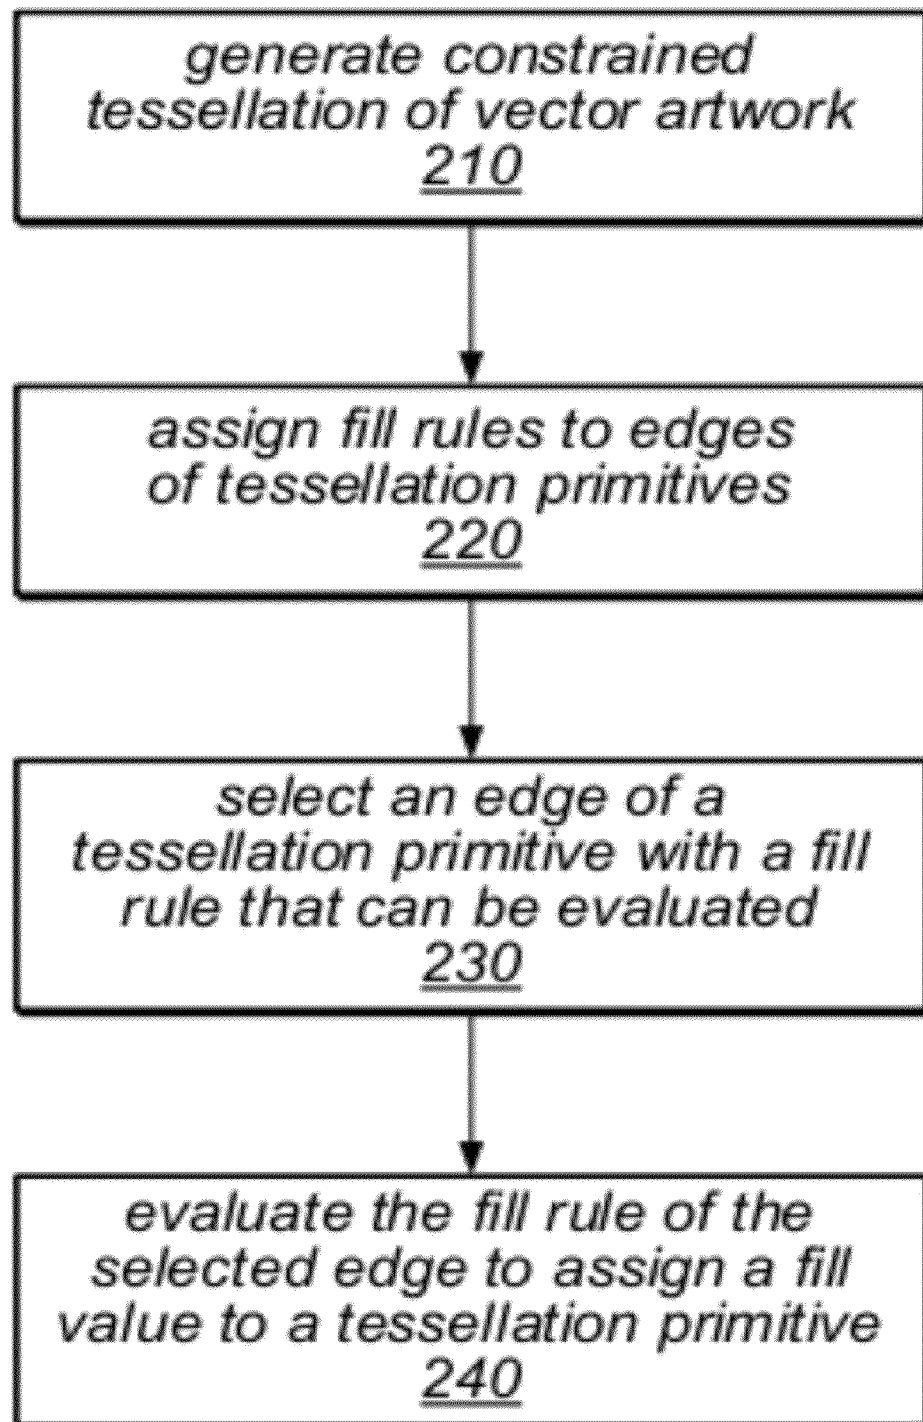 generate constrained
tessellation of vector artwork
210
assign fill rules to edges
of tessellation primitives
220
select an edge of a
tessellation primitive with a fill
rule that can be evaluated
230
evaluate the fill rule of the
selected edge to assign a fill
value to a tessellation primitive
240